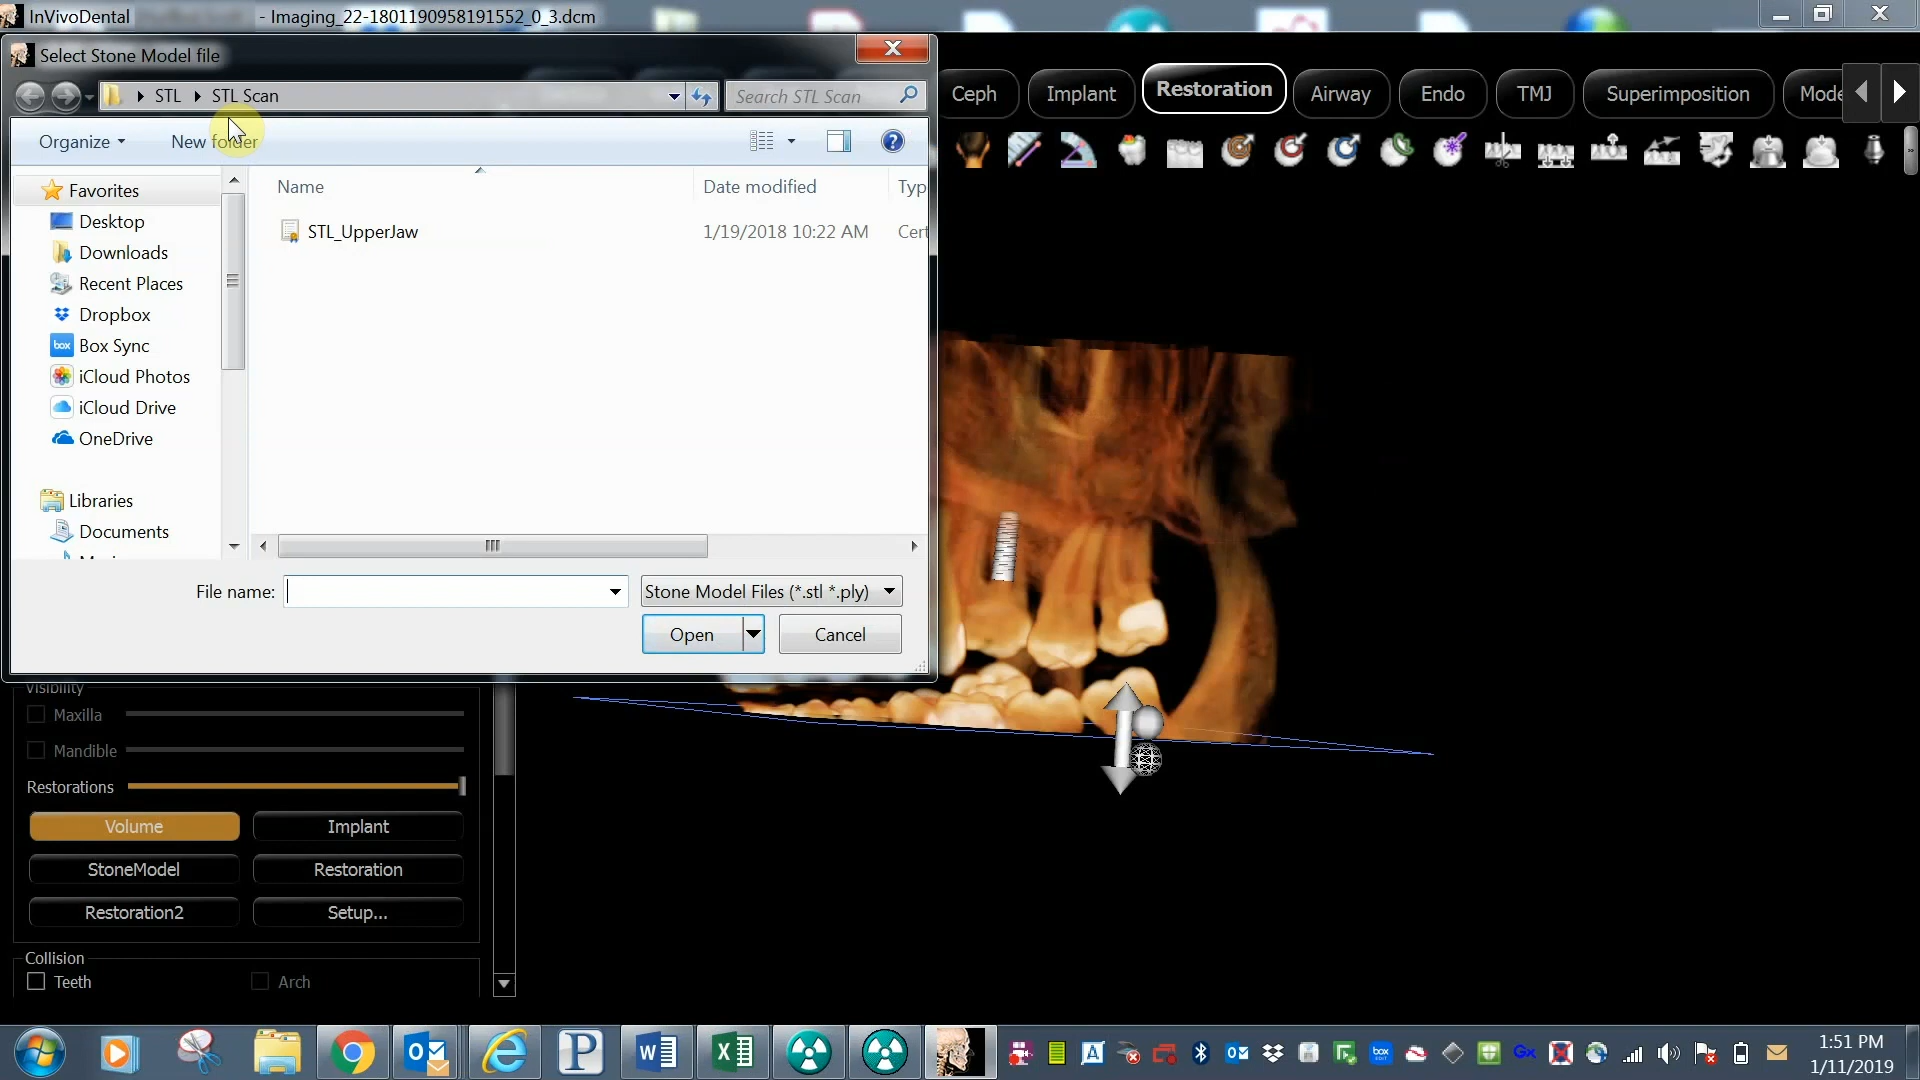 InVivoDental
- Imaging_22-1801190958191552_0_3.dcm
Select Stone Model file
STL
STL Scan
Search STL Scan
Ceph
Implant
Restoration
Airway
Endo
TMJ
Superimposition
Mode
Organize
New folder
Favorites
Desktop
Downloads
Recent Places
Dropbox
Box Sync
iCloud Photos
iCloud Drive
OneDrive
Libraries
Documents
Name
Date modified
Typ
STL_UpperJaw
1/19/2018 10:22 AM
Cert
File name:
Stone Model Files (*.stl *.ply)
Open
Cancel
Visibility
Maxilla
Mandible
Restorations
Volume
Implant
StoneModel
Restoration
Restoration2
Setup...
Collision
Teeth
Arch
1:51 PM
1/11/2019